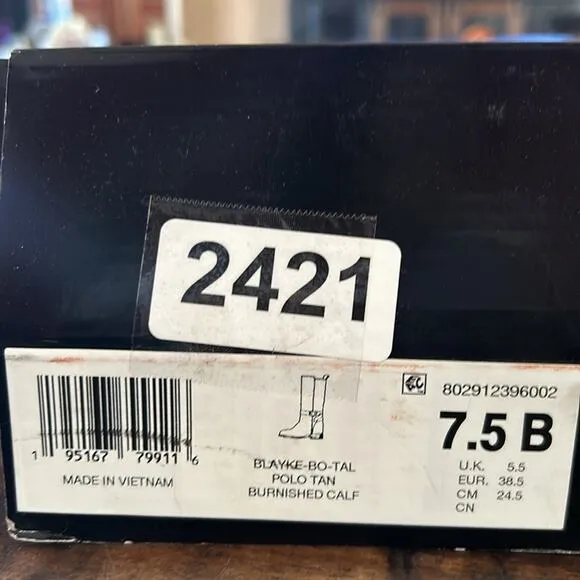 2421
1 95167 79911 6
MADE IN VIETNAM
BLAYKE-BO-TAL
POLO TAN
BURNISHED CALF
802912396002
7.5 B
U.K. 5.5
EUR. 38.5
CM 24.5
CN